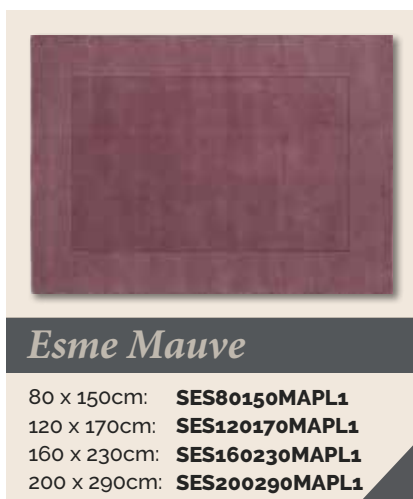 Esme Mauve
80 x 150cm: SES80150MAPL1
120 x 170cm: SES120170MAPL1
160 x 230cm: SES160230MAPL1
200 x 290cm: SES200290MAPL1